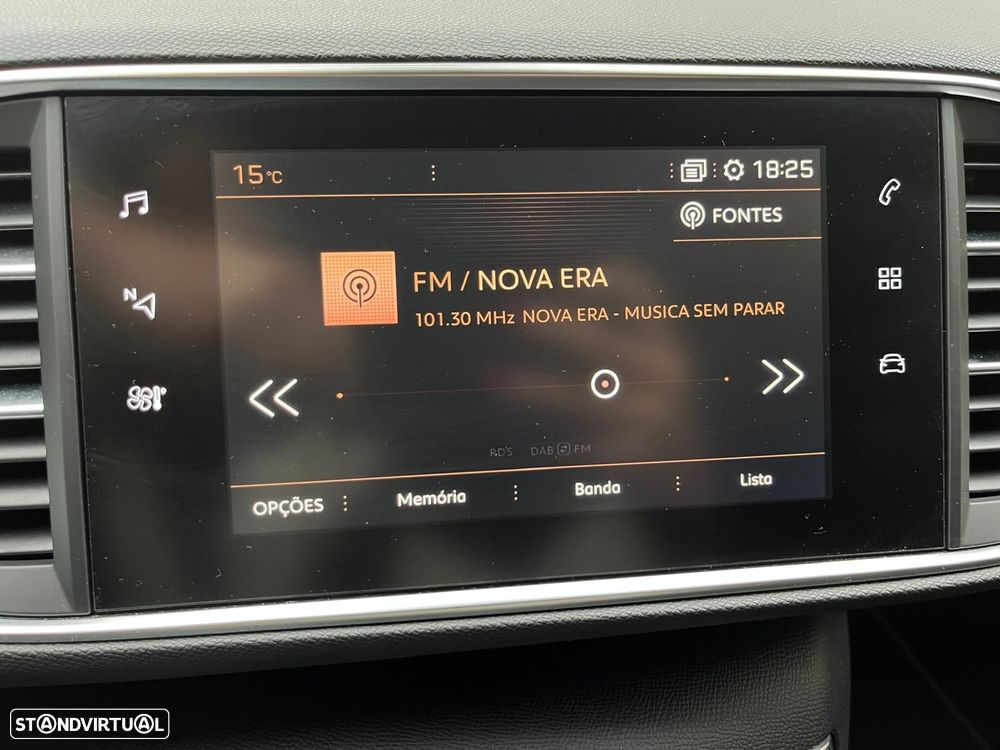 15°C
18:25
FONTES
FM / NOVA ERA
101.30 MHz NOVA ERA - MUSICA SEM PARAR
N
RDS DAB FM
OPÇÕES Memória Banda Lista
STANDVIRTUAL